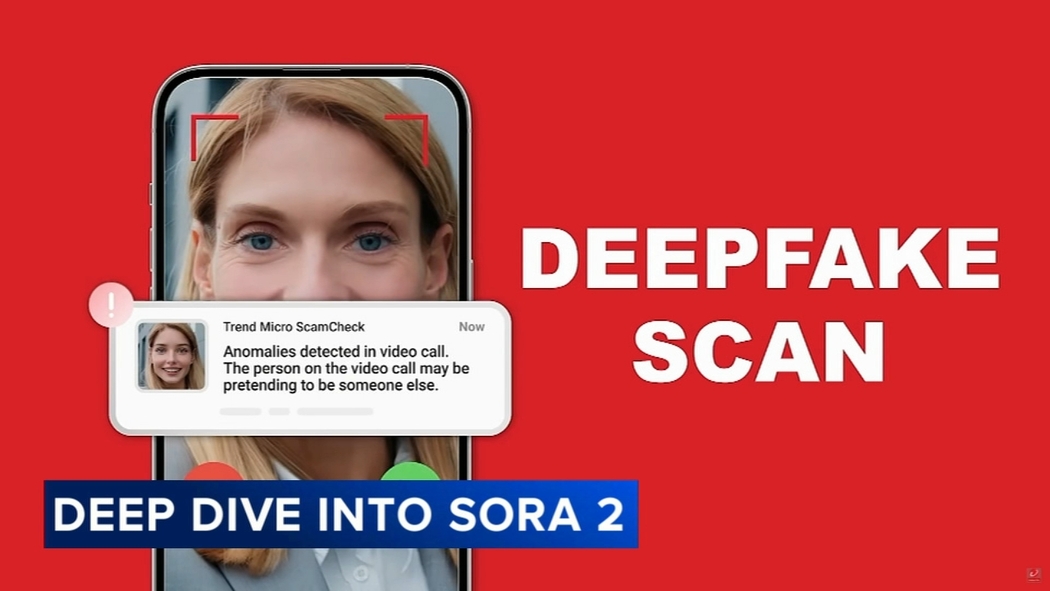 DEEPFAKE
SCAN
!
Trend Micro ScamCheck
Now
Anomalies detected in video call.
The person on the video call may be
pretending to be someone else.
DEEP DIVE INTO SORA 2